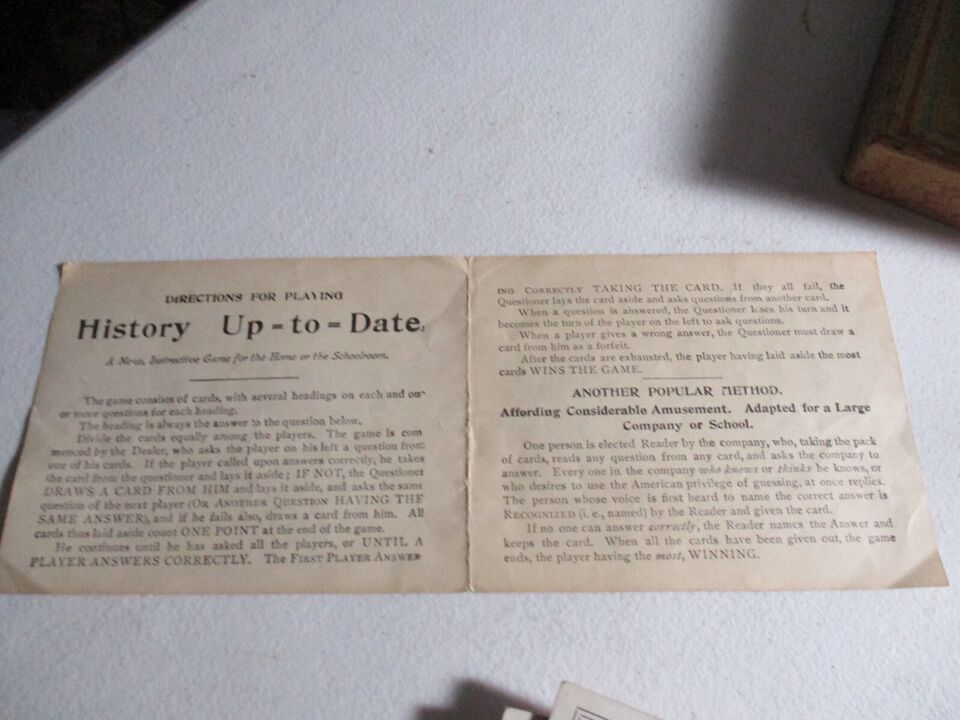 DIRECTIONS FOR PLAYING
History Up-to-Date.
A New, Instructive Game for the Home or the Schoolroom.
The game consists of cards, with several headings on each and one
or more questions for each heading.
The heading is always the answer to the question below.
Divide the cards equally among the players. The game is com
menced by the Dealer, who asks the player on his left a question from
one of his cards. If the player called upon answers correctly, he takes
the card from the questioner and lays it aside; IF NOT, the Questioner
DRAWS A CARD FROM HIM and lays it aside, and asks the same
question of the next player (OR ANOTHER QUESTION HAVING THE
SAME ANSWER), and if he fails also, draws a card from him. All
cards thus laid aside count ONE POINT at the end of the game.
He continues until he has asked all the players, or UNTIL A
PLAYER ANSWERS CORRECTLY. THE FIRST PLAYER ANSWER
ING CORRECTLY TAKING THE CARD. If they all fail, the
Questioner lays the card aside and asks questions from another card.
When a question is answered, the Questioner loses his turn and it
becomes the turn of the player on the left to ask questions.
When a player gives a wrong answer, the Questioner must draw a
card from him as a forfeit.
After the cards are exhausted, the player having laid aside the most
cards WINS THE GAME.
ANOTHER POPULAR METHOD.
Affording Considerable Amusement. Adapted for a Large
Company or School.
One person is elected Reader by the company, who, taking the pack
of cards, reads any question from any card, and asks the company to
answer. Every one in the company who knows or thinks he knows, or
who desires to use the American privilege of guessing, at once replies.
The person whose voice is first heard to name the correct answer is
RECOGNIZED (i. e., named) by the Reader and given the card.
If no one can answer correctly, the Reader names the Answer and
keeps the card. When all the cards have been given out, the game
ends, the player having the most, WINNING.